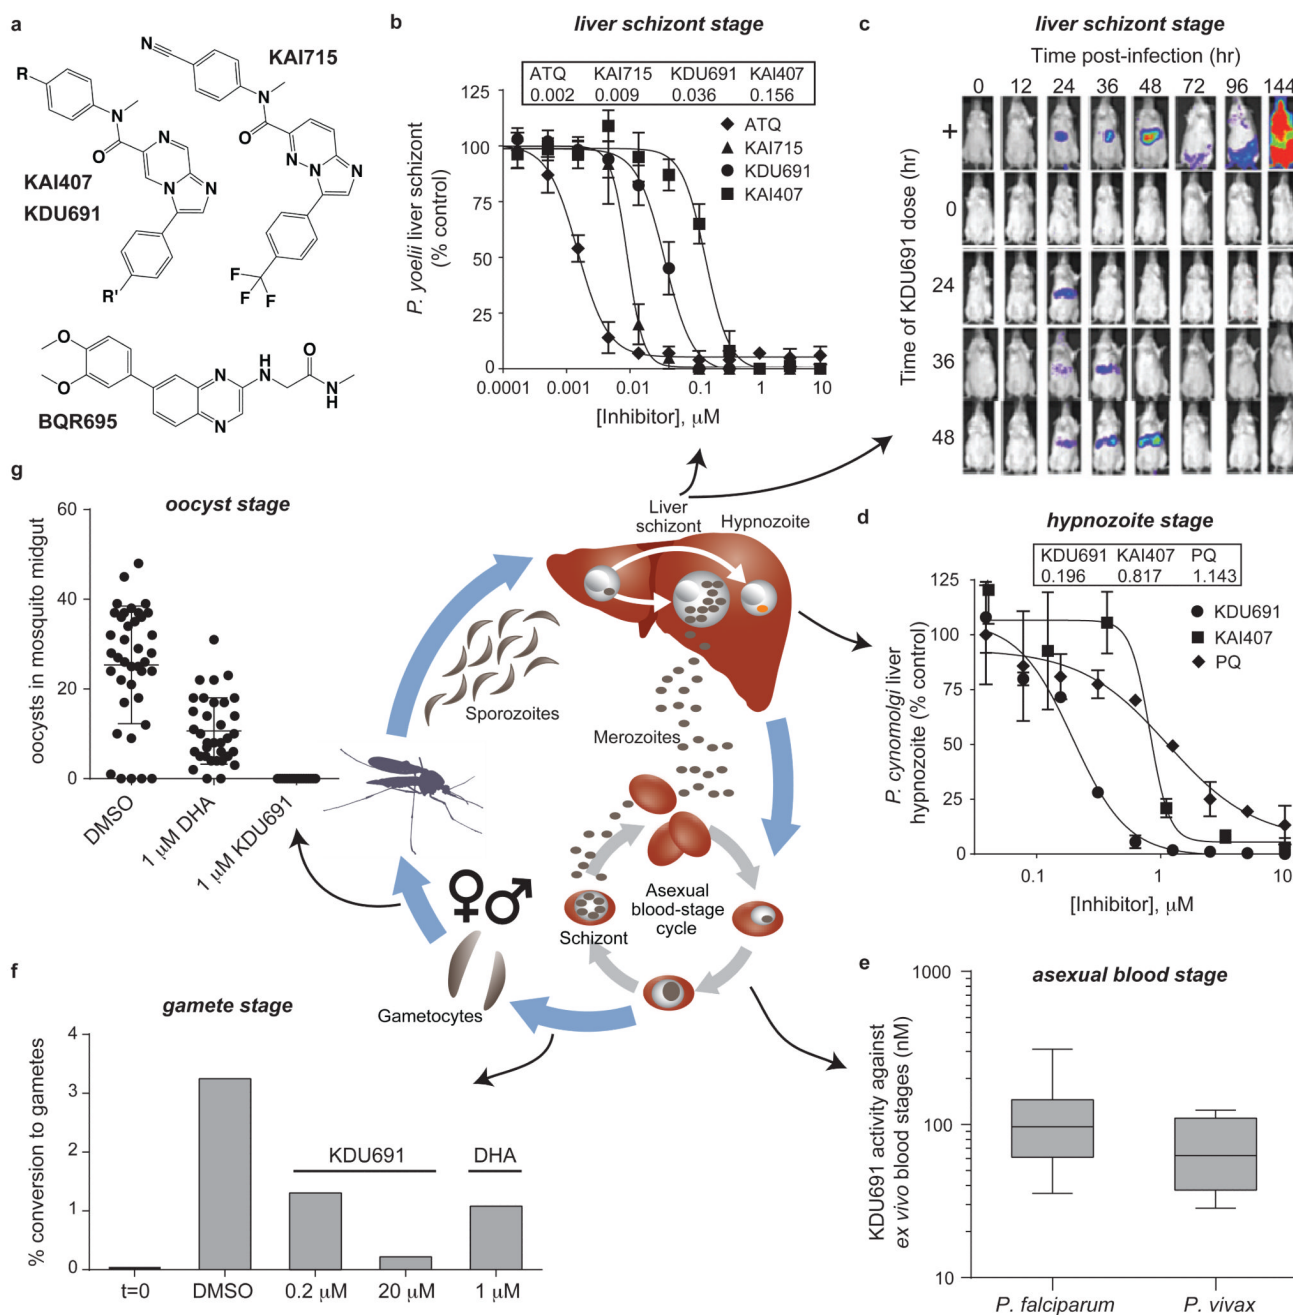 a
KAI715
N
N
R
N
O
N
N
O
N
N
N
N
KAI407
KDU691
R'
F
F
F
O
O
N
N
H
N
O
N
H
BQR695
b
liver schizont stage
ATQ KAI715 KDU691 KAI407
0.002 0.009 0.036 0.156
ATQ
KAI715
KDU691
KAI407
P. yoelii liver schizont
(% control)
125
100
75
50
25
0
0.0001 0.001 0.01 0.1 1 10
[Inhibitor], μM
c
liver schizont stage
Time post-infection (hr)
0 12 24 36 48 72 96 144
Time of KDU691 dose (hr)
+
0
24
36
48
g
oocyst stage
oocysts in mosquito midgut
60
40
20
0
DMSO
1 μM DHA
1 μM KDU691
Liver
schizont
Hypnozoite
Sporozoites
Merozoites
Asexual
blood-stage
cycle
Schizont
Gametocytes
d
hypnozoite stage
KDU691 KAI407 PQ
0.196 0.817 1.143
KDU691
KAI407
PQ
P. cynomolgi liver
hypnozoite (% control)
125
100
75
50
25
0
0.1 1 10
[Inhibitor], μM
f
gamete stage
% conversion to gametes
4
3
2
1
0
KDU691
DHA
t=0 DMSO 0.2 μM 20 μM 1 μM
e
asexual blood stage
KDU691 activity against
ex vivo blood stages (nM)
1000
100
10
P. falciparum P. vivax